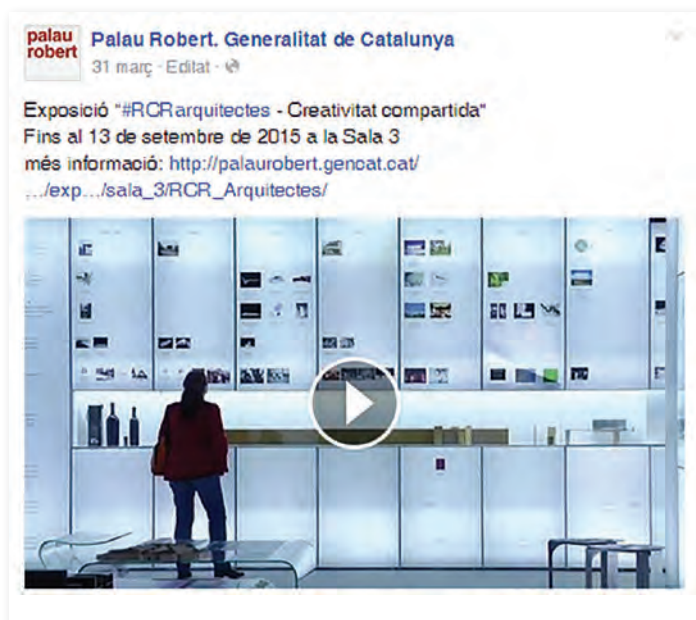 palau
robert
Palau Robert. Generalitat de Catalunya
31 març · Editat ·
Exposició "#RCRarquitectes - Creativitat compartida"
Fins al 13 de setembre de 2015 a la Sala 3
més informació: http://palaurobert.gencat.cat/
.../exp.../sala_3/RCR_Arquitectes/